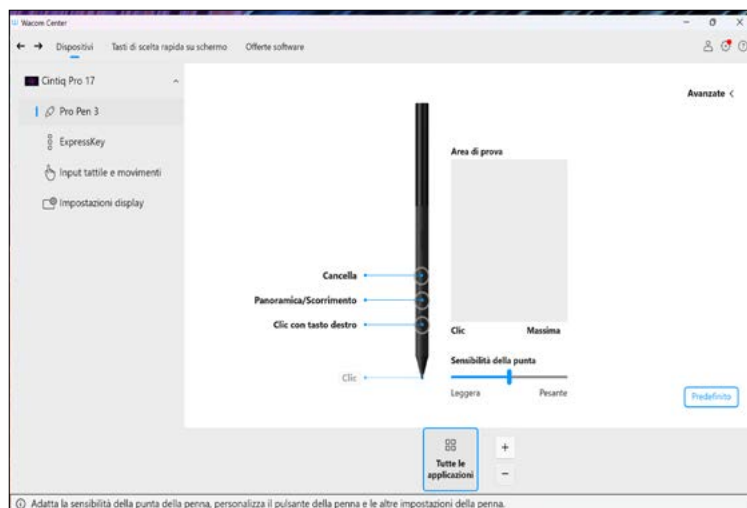 Wacom Center
Dispositivi Tasti di scelta rapida su schermo Offerte software
Cintiq Pro 17
Pro Pen 3
ExpressKey
Input tattile e movimenti
Impostazioni display
Avanzate <
Area di prova
Cancella
Panoramica/Scorrimento
Clic con tasto destro
Clic
Clic Massima
Sensibilità della punta
Leggera Pesante
Predefinito
Tutte le
applicazioni
+
−
Adatta la sensibilità della punta della penna, personalizza il pulsante della penna e le altre impostazioni della penna.